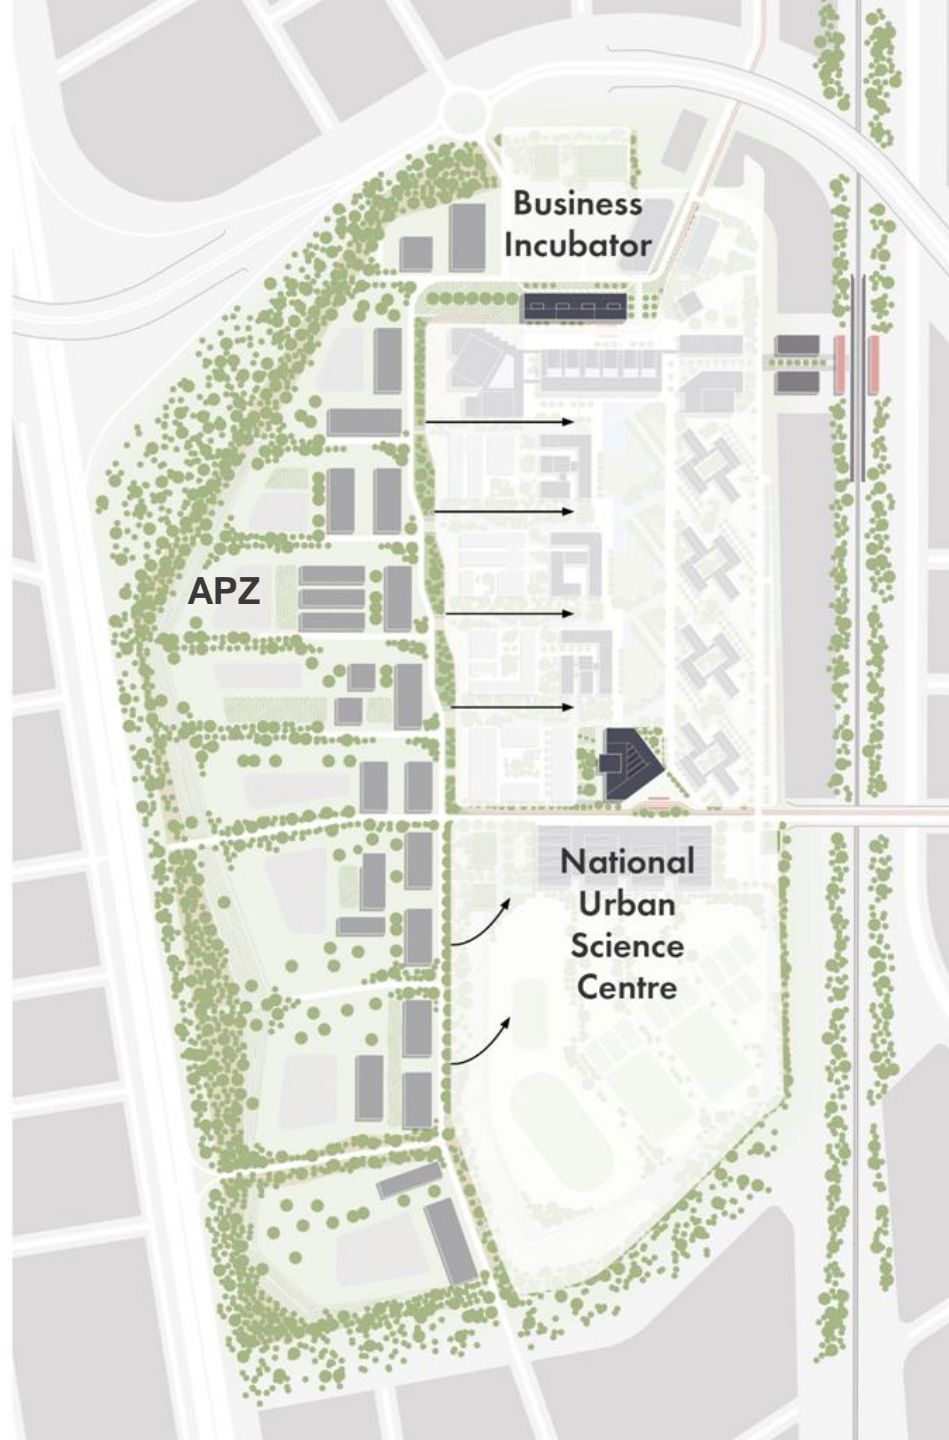 Business
Incubator
APZ
National
Urban
Science
Centre